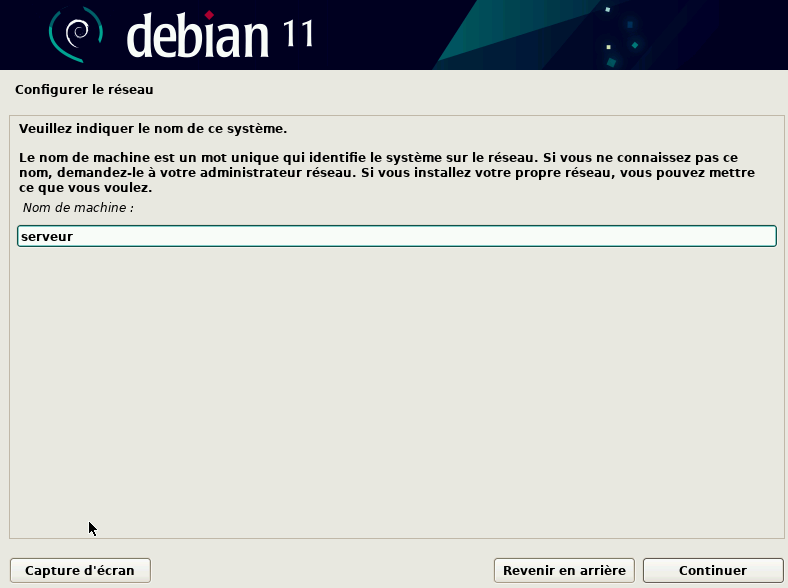 debian 11
Configurer le réseau
Veuillez indiquer le nom de ce système.
Le nom de machine est un mot unique qui identifie le système sur le réseau. Si vous ne connaissez pas ce
nom, demandez-le à votre administrateur réseau. Si vous installez votre propre réseau, vous pouvez mettre
ce que vous voulez.
Nom de machine :
serveur
Capture d'écran
Revenir en arrière
Continuer